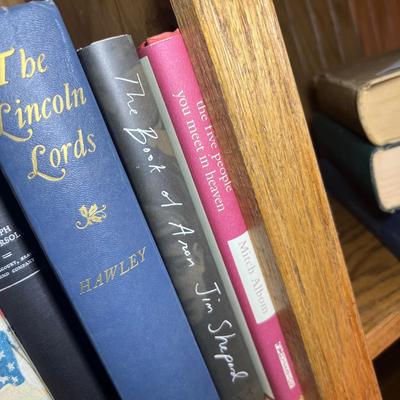 The
Lincoln
Lords
HAWLEY
The Book of Aron Jim Shepard
the five people
you meet in heaven
Mitch Albom